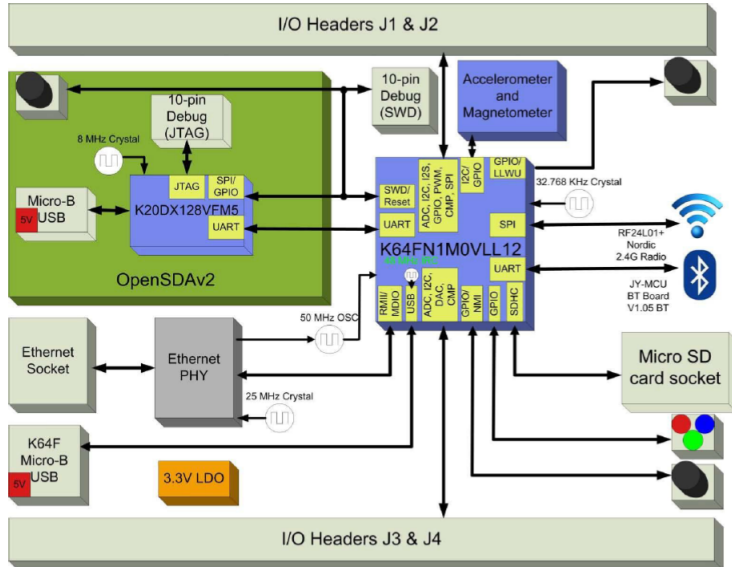 I/O Headers J1 & J2
10-pin
Debug
(JTAG)
8 MHz Crystal
JTAG
SPI/
GPIO
K20DX128VFM5
UART
Micro-B
USB
5V
OpenSDAv2
10-pin
Debug
(SWD)
Accelerometer
and
Magnetometer
SWD/
Reset
ADC, I2C, I2S,
GPIO, PWM,
CMP, SPI
I2C/
GPIO
GPIO/
LLWU
32.768 KHz Crystal
UART
SPI
K64FN1M0VLL12
UART
RMII/
MDIO
USB
ADC, I2C,
DAC,
CMP
GPIO/
NMI
GPIO
SDHC
RF24L01+
Nordic
2.4G Radio
JY-MCU
BT Board
V1.05 BT
50 MHz OSC
Ethernet
Socket
Ethernet
PHY
25 MHz Crystal
Micro SD
card socket
K64F
Micro-B
USB
5V
3.3V LDO
I/O Headers J3 & J4